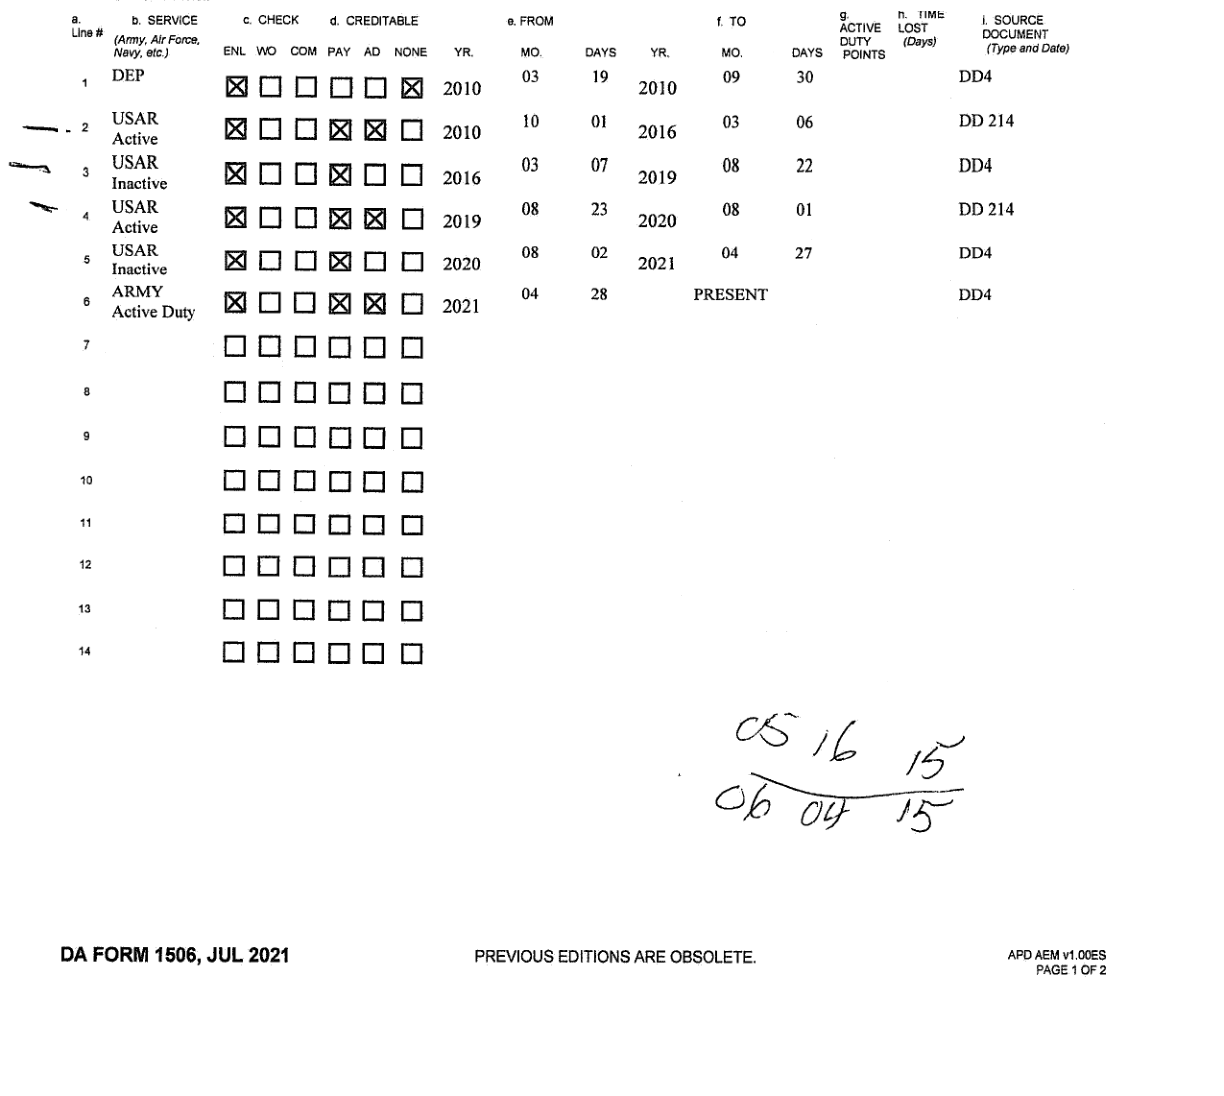 a. Line # b. SERVICE (Army, Air Force, Navy, etc.) c. CHECK d. CREDITABLE e. FROM f. TO g. ACTIVE DUTY POINTS h. TIME LOST (Days) i. SOURCE DOCUMENT (Type and Date)
ENL WO COM PAY AD NONE YR. MO. DAYS YR. MO. DAYS
1 DEP 2010 03 19 2010 09 30 DD4
2 USAR Active 2010 10 01 2016 03 06 DD 214
3 USAR Inactive 2016 03 07 2019 08 22 DD4
4 USAR Active 2019 08 23 2020 08 01 DD 214
5 USAR Inactive 2020 08 02 2021 04 27 DD4
6 ARMY Active Duty 2021 04 28 PRESENT DD4
7
8
9
10
11
12
13
14
05 16 15
06 04 15
DA FORM 1506, JUL 2021 PREVIOUS EDITIONS ARE OBSOLETE. APD AEM v1.00ES
PAGE 1 OF 2